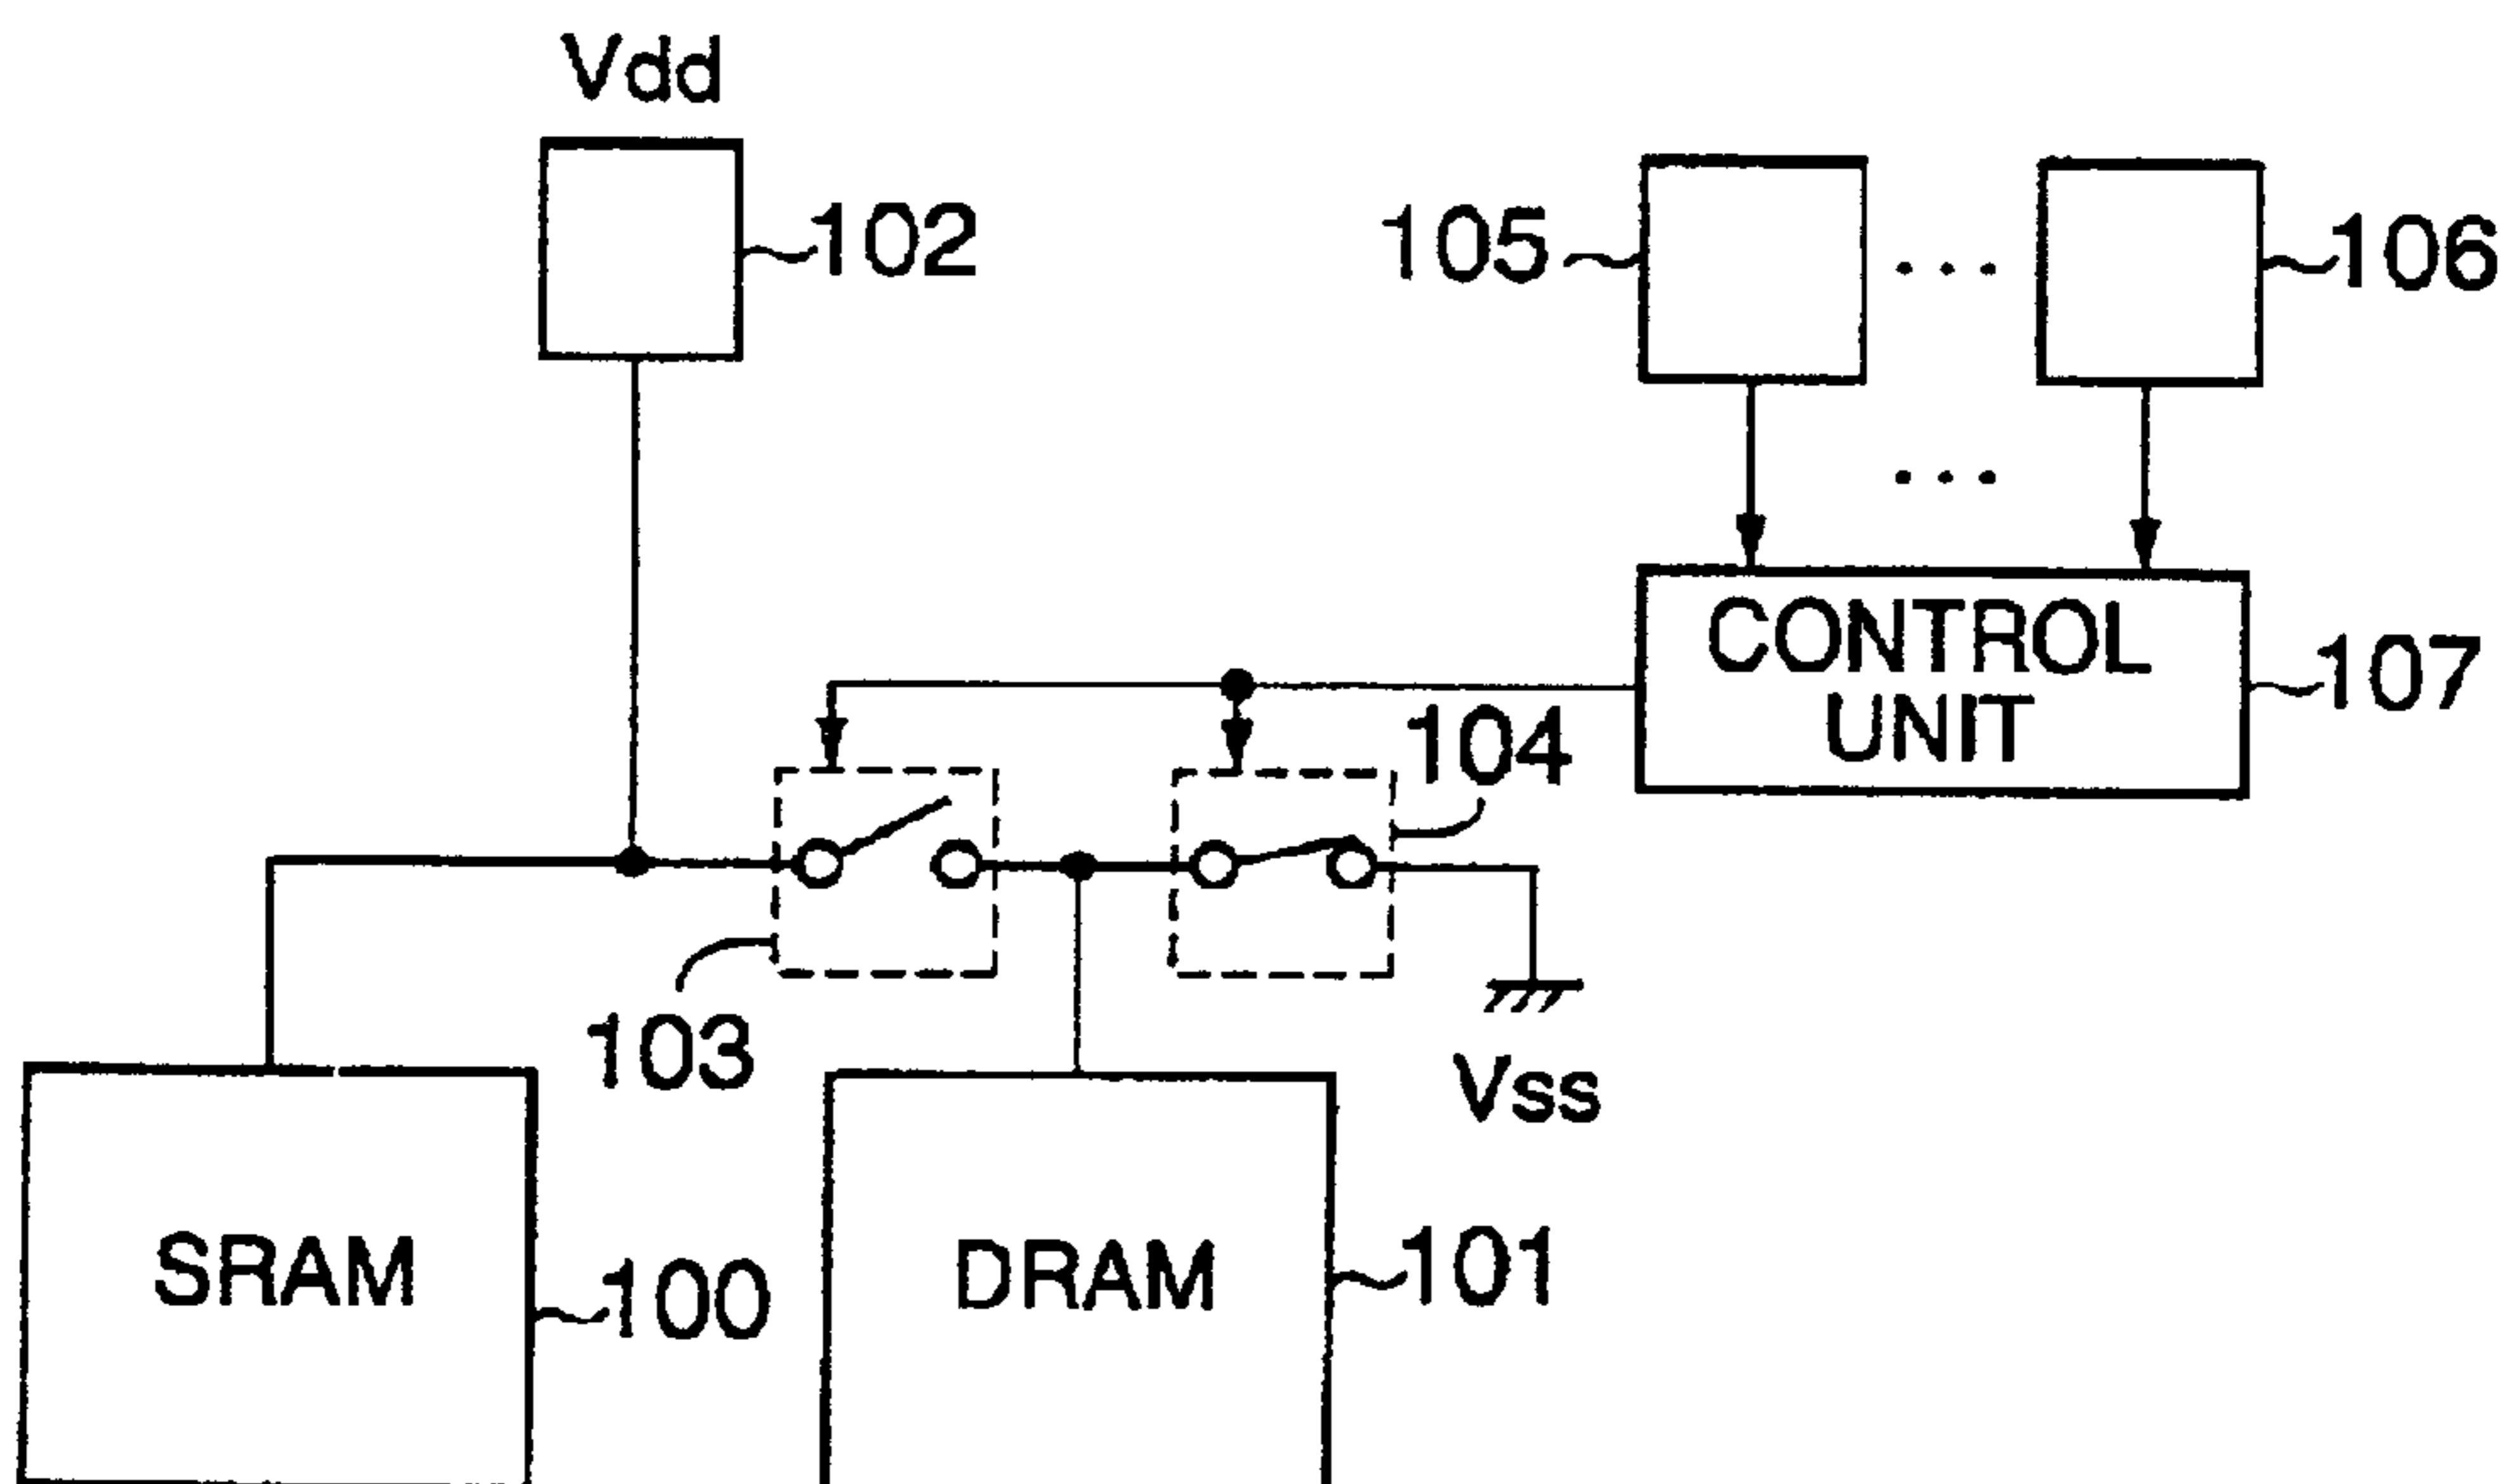 Vdd
102
105
. . .
106
. . .
CONTROL
UNIT
107
104
103
Vss
SRAM
100
DRAM
101